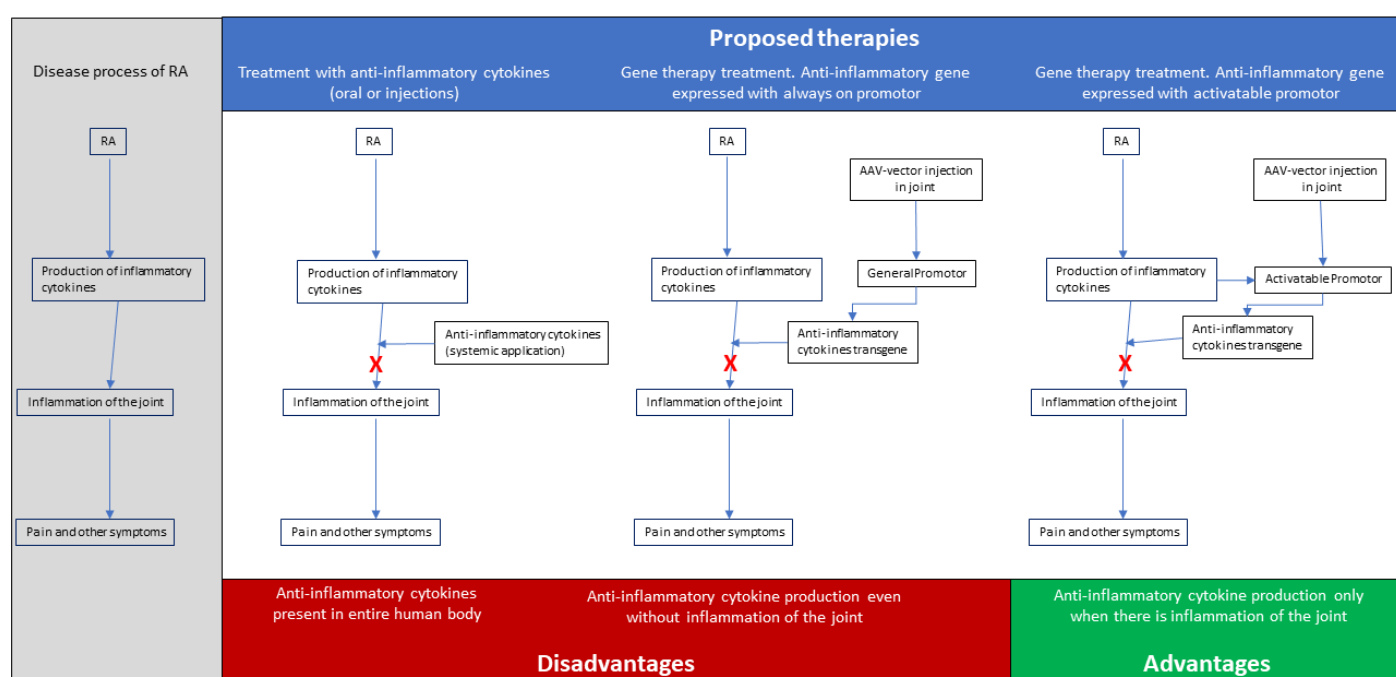 Proposed therapies
Disease process of RA
Treatment with anti-inflammatory cytokines
(oral or injections)
Gene therapy treatment. Anti-inflammatory gene
expressed with always on promotor
Gene therapy treatment. Anti-inflammatory gene
expressed with activatable promotor
RA
Production of inflammatory
cytokines
Inflammation of the joint
Pain and other symptoms
RA
Production of inflammatory
cytokines
Anti-inflammatory cytokines
(systemic application)
X
Inflammation of the joint
Pain and other symptoms
Anti-inflammatory cytokines
present in entire human body
RA
AAV-vector injection
in joint
Production of inflammatory
cytokines
General Promotor
Anti-inflammatory
cytokines transgene
X
Inflammation of the joint
Pain and other symptoms
Anti-inflammatory cytokine production even
without inflammation of the joint
Disadvantages
RA
AAV-vector injection
in joint
Production of inflammatory
cytokines
Activatable Promotor
Anti-inflammatory
cytokines transgene
X
Inflammation of the joint
Pain and other symptoms
Anti-inflammatory cytokine production only
when there is inflammation of the joint
Advantages